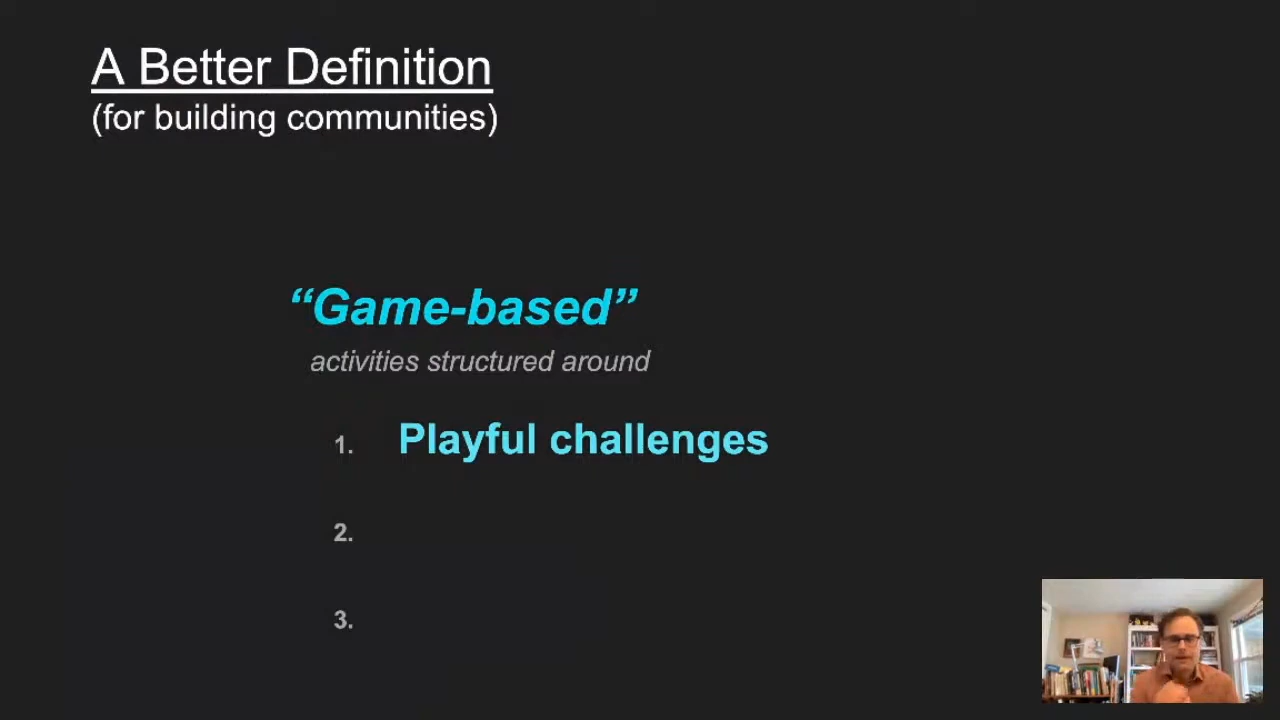 A Better Definition
(for building communities)
“Game-based”
activities structured around
1. Playful challenges
2.
3.